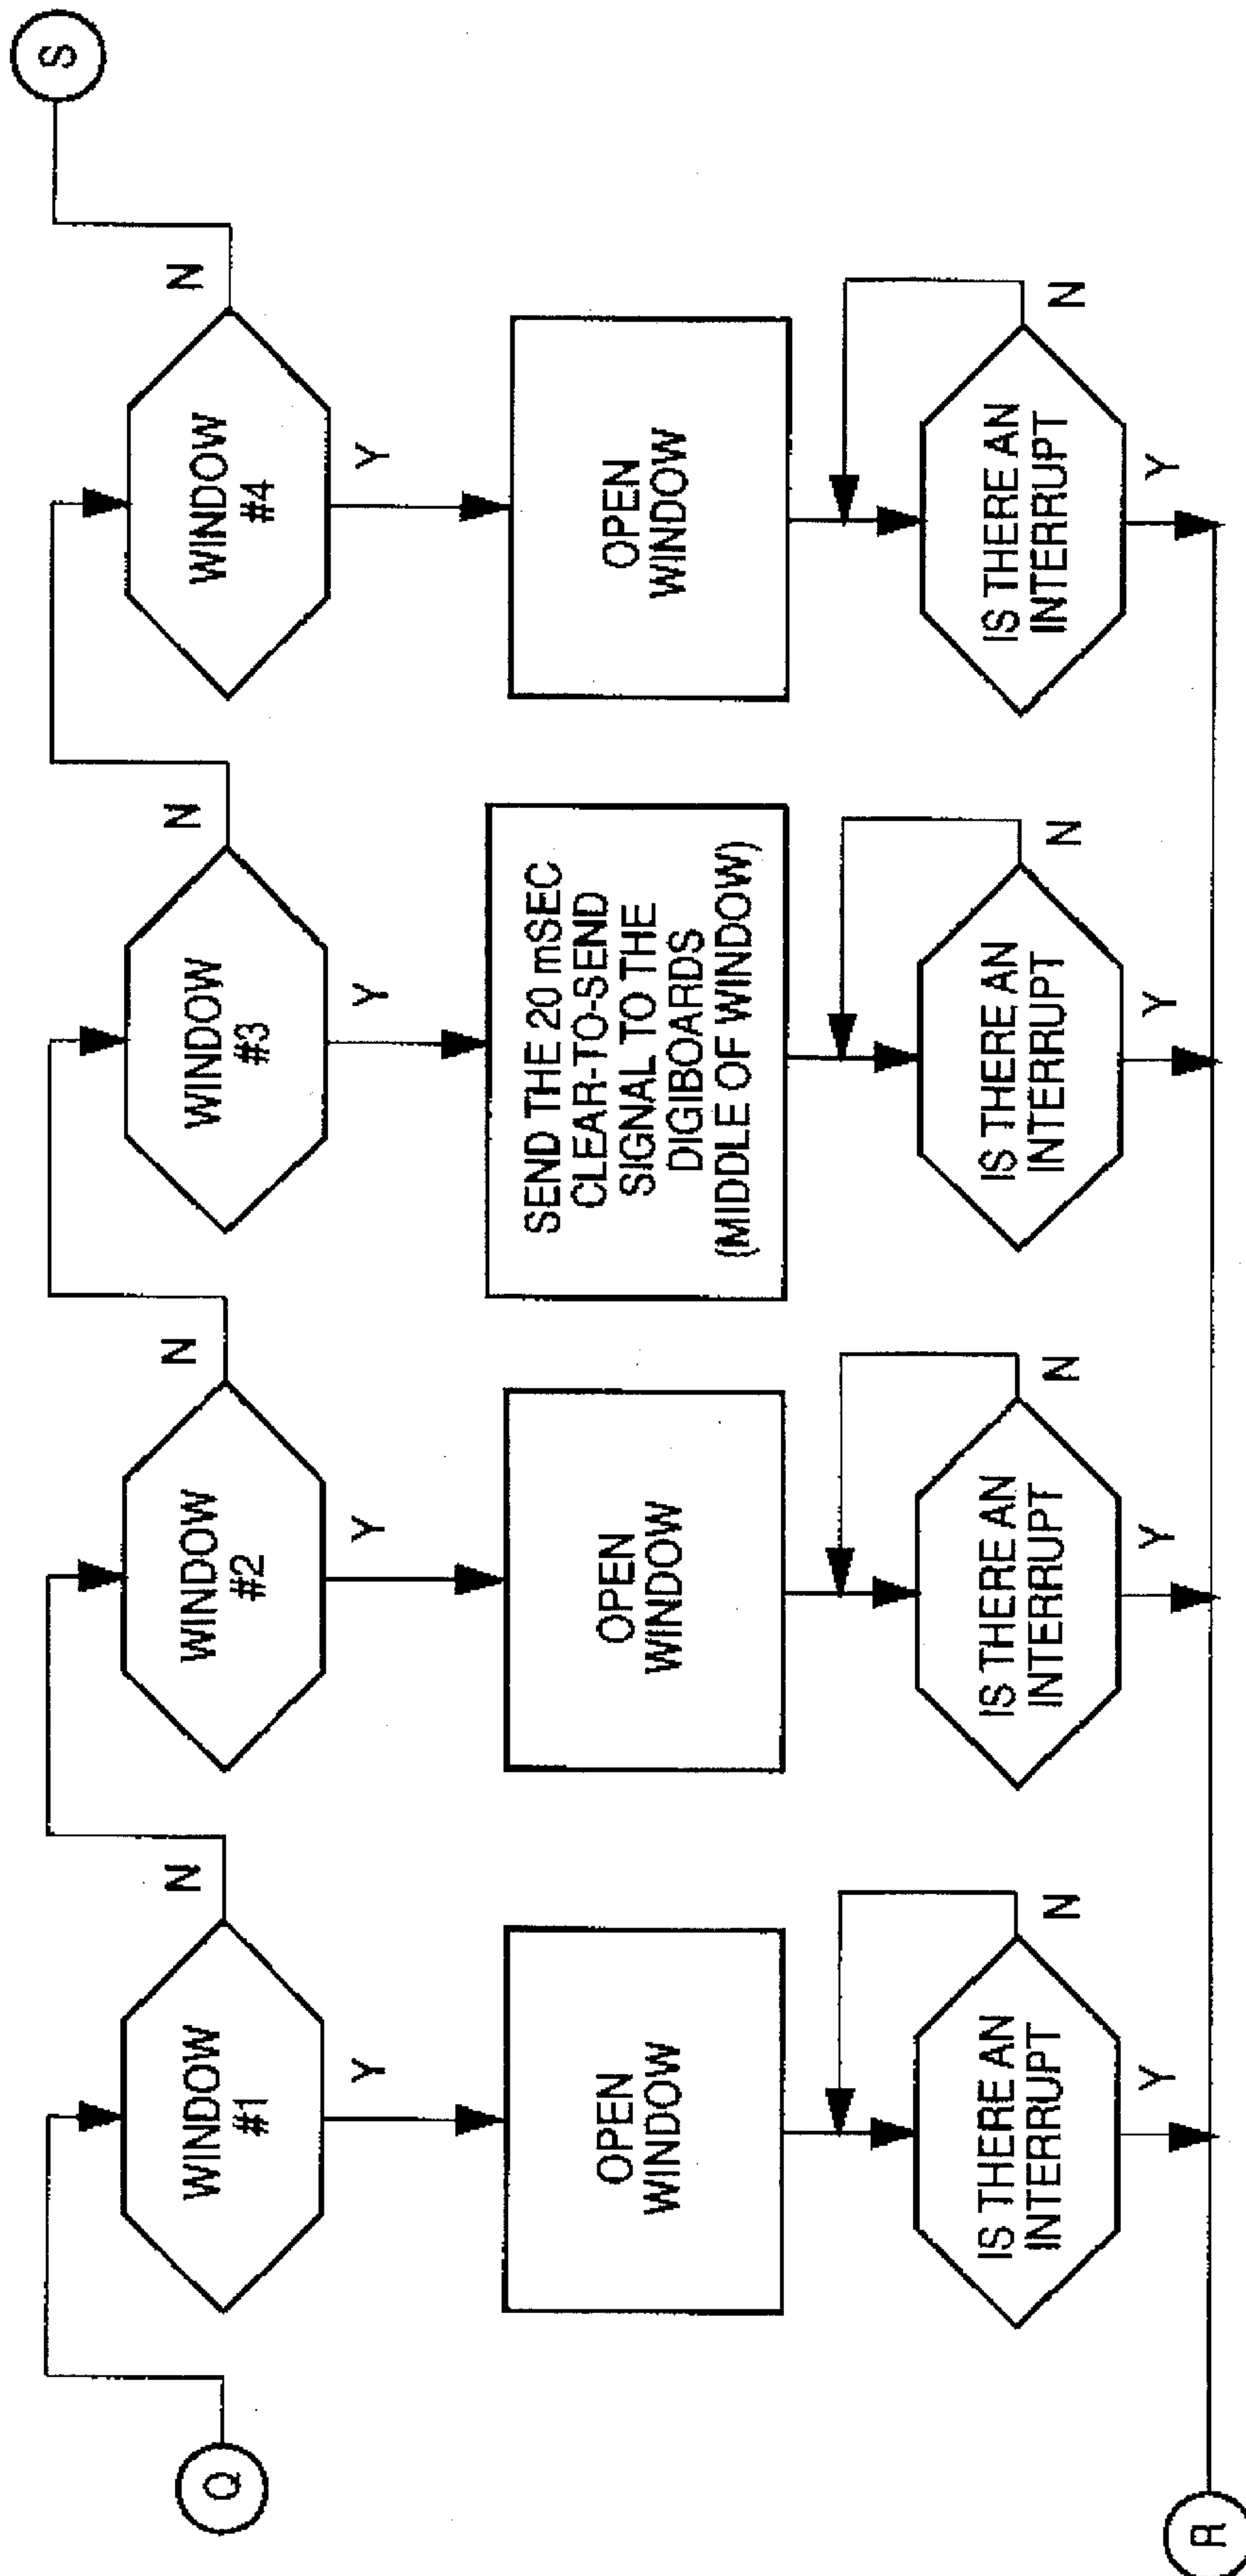 S
N
N
N
N
WINDOW
#1
WINDOW
#2
WINDOW
#3
WINDOW
#4
Q
Y
Y
Y
Y
OPEN
WINDOW
OPEN
WINDOW
SEND THE 20 mSEC
CLEAR-TO-SEND
SIGNAL TO THE
DIGIBOARDS
(MIDDLE OF WINDOW)
OPEN
WINDOW
IS THERE AN
INTERRUPT
N
IS THERE AN
INTERRUPT
N
IS THERE AN
INTERRUPT
N
IS THERE AN
INTERRUPT
N
Y
Y
Y
Y
R